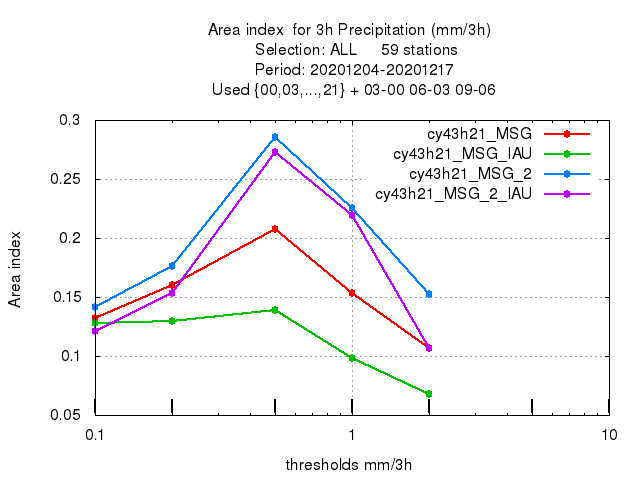 Area index  for 3h Precipitation (mm/3h)
Selection: ALL     59 stations
Period: 20201204-20201217
Used {00,03,...,21} + 03-00 06-03 09-06
0.3
0.25
0.2
0.15
0.1
0.05
Area index
cy43h21_MSG
cy43h21_MSG_IAU
cy43h21_MSG_2
cy43h21_MSG_2_IAU
0.1
1
10
thresholds mm/3h